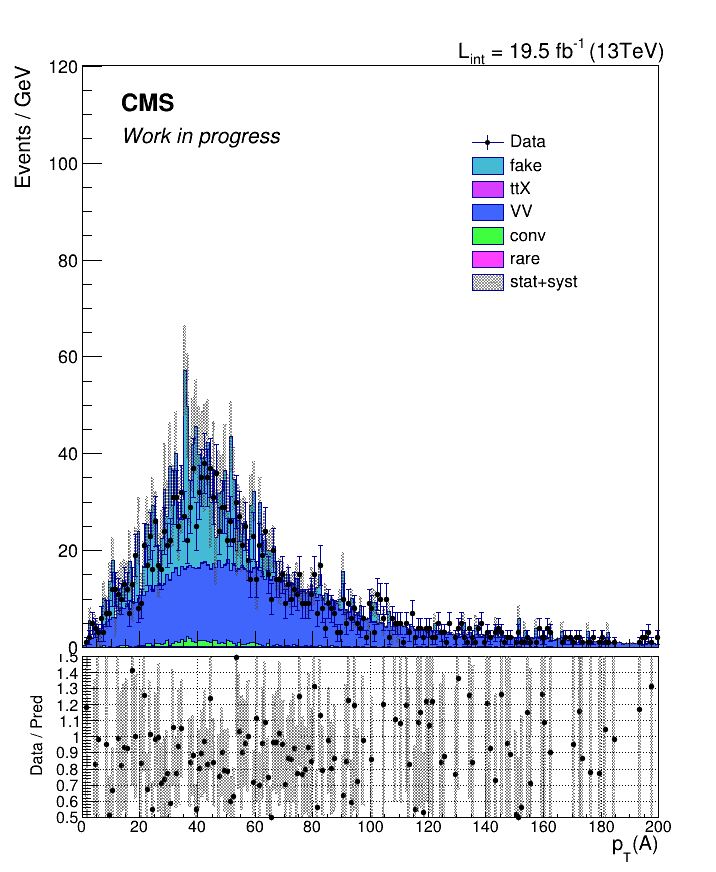 L_int = 19.5 fb^-1 (13TeV)
Events / GeV
120
100
80
60
40
20
0
CMS
Work in progress
Data
fake
ttX
VV
conv
rare
stat+syst
Data / Pred
1.5
1.4
1.3
1.2
1.1
1
0.9
0.8
0.7
0.6
0.5
0 20 40 60 80 100 120 140 160 180 200
p_T(A)